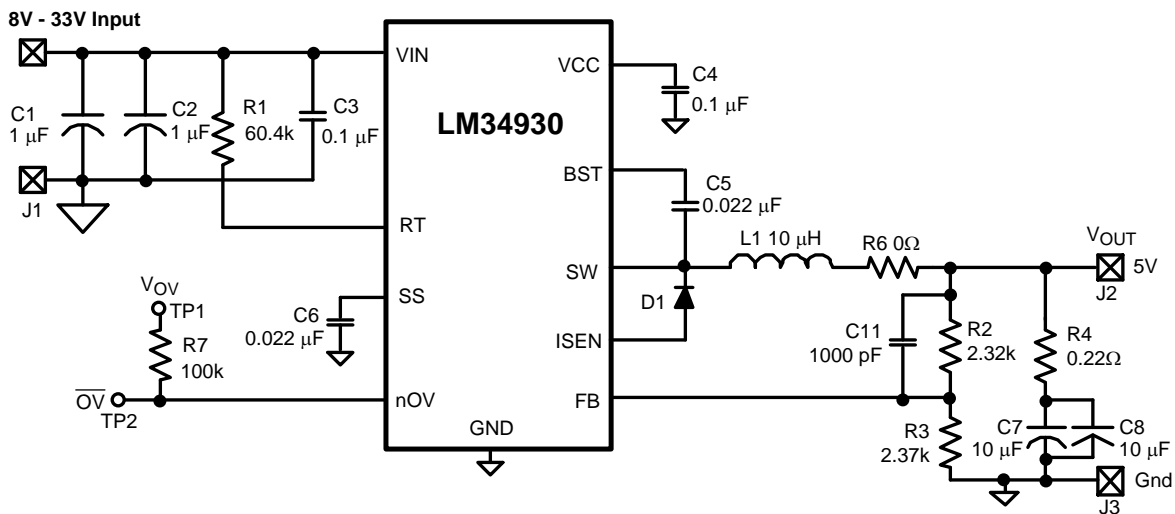 8V - 33V Input
C1
1 μF
C2
1 μF
R1
60.4k
C3
0.1 μF
J1
VIN
RT
SS
nOV
GND
LM34930
VCC
BST
SW
ISEN
FB
C4
0.1 μF
C5
0.022 μF
L1 10 μH
R6 0Ω
D1
VOUT
5V
J2
C11
1000 pF
R2
2.32k
R4
0.22Ω
R3
2.37k
C7
10 μF
C8
10 μF
Gnd
J3
VOV
TP1
R7
100k
OV
TP2
C6
0.022 μF